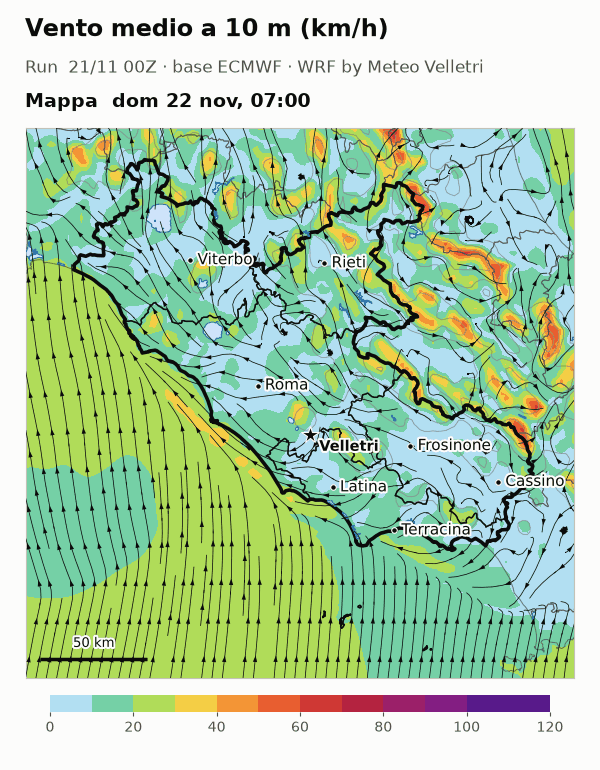 Vento medio a 10 m (km/h)
Run  21/11 00Z · base ECMWF · WRF by Meteo Velletri
Mappa  dom 22 nov, 07:00
Viterbo
Rieti
Roma
Velletri
Frosinone
Latina
Cassino
Terracina
50 km
0 20 40 60 80 100 120